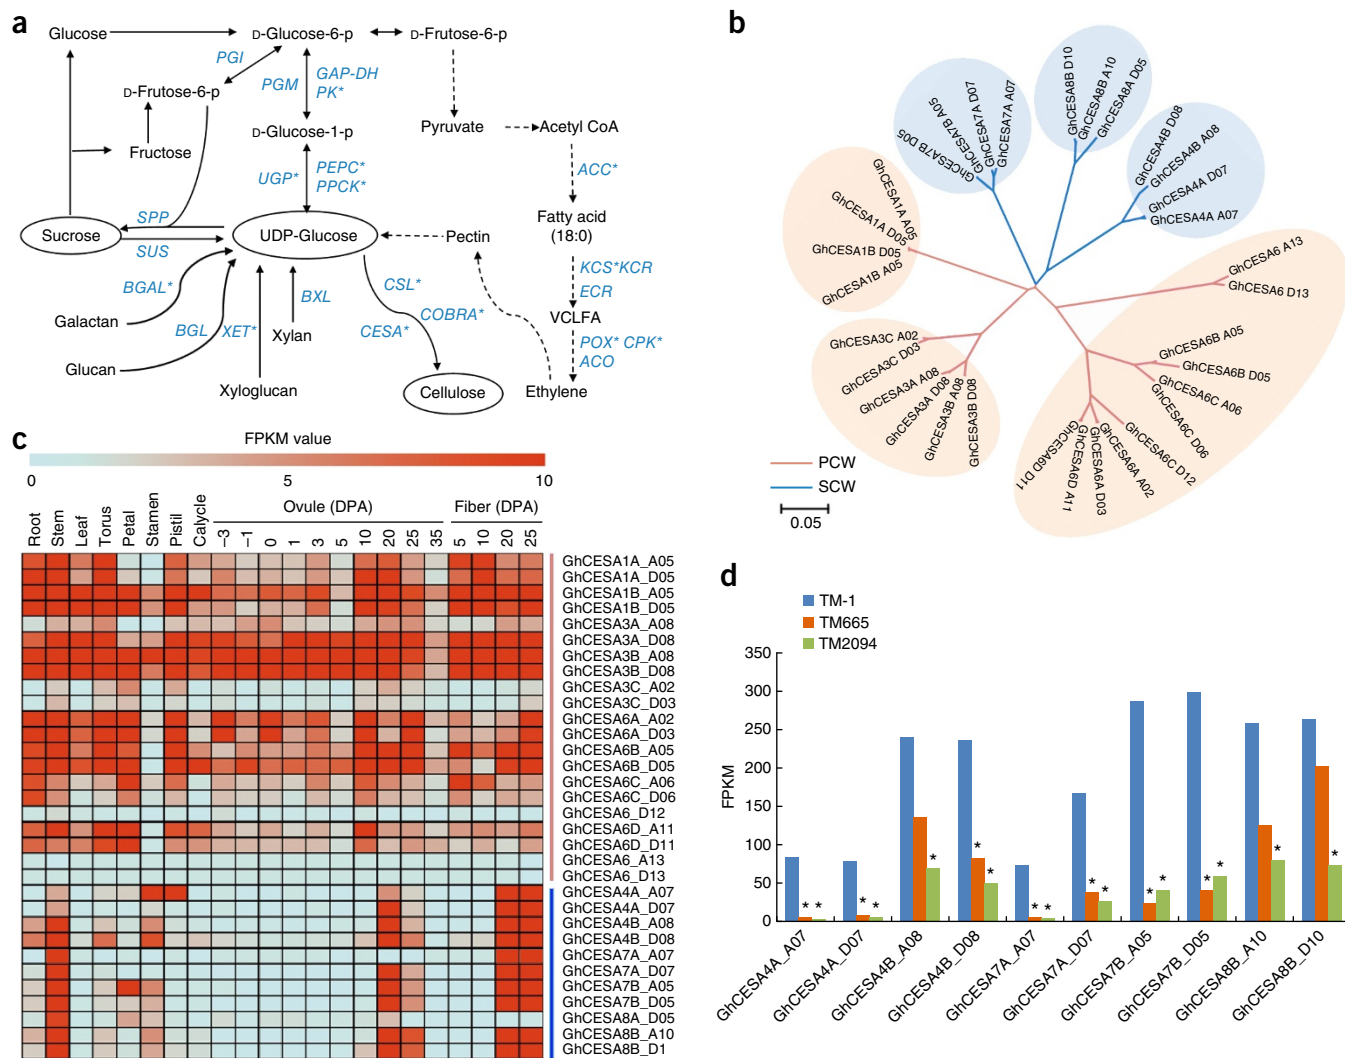 a
Glucose
D-Glucose-6-p
D-Frutose-6-p
PGI
PGM
GAP-DH
PK*
D-Frutose-6-p
Fructose
D-Glucose-1-p
Pyruvate
Acetyl CoA
UGP*
PEPC*
PPCK*
ACC*
Fatty acid
(18:0)
SPP
Sucrose
UDP-Glucose
Pectin
SUS
BGAL*
KCS*KCR
ECR
CSL*
BXL
COBRA*
VCLFA
Galactan
BGL
XET*
Xylan
CESA*
POX* CPK*
ACO
Glucan
Xyloglucan
Cellulose
Ethylene
b
GhCESA7B D05
GhCESA7B A05
GhCESA7A D07
GhCESA7A A07
GhCESA8B D10
GhCESA8B A10
GhCESA8A D05
GhCESA4B D08
GhCESA4B A08
GhCESA4A D07
GhCESA4A A07
GhCESA1A A05
GhCESA1A D05
GhCESA1B D05
GhCESA1B A05
GhCESA6 A13
GhCESA6 D13
GhCESA3C A02
GhCESA3C D03
GhCESA3A A08
GhCESA3A D08
GhCESA3B A08
GhCESA3B D08
GhCESA6B A05
GhCESA6B D05
GhCESA6C A06
GhCESA6C D06
GhCESA6C D12
GhCESA6A A02
GhCESA6A D03
GhCESA6D A11
GhCESA6D D11
PCW
SCW
0.05
c
FPKM value
0 5 10
Ovule (DPA) Fiber (DPA)
Root Stem Leaf Torus Petal Stamen Pistil Calycle −3 −1 0 1 3 5 10 20 25 35 5 10 20 25
GhCESA1A_A05
GhCESA1A_D05
GhCESA1B_A05
GhCESA1B_D05
GhCESA3A_A08
GhCESA3A_D08
GhCESA3B_A08
GhCESA3B_D08
GhCESA3C_A02
GhCESA3C_D03
GhCESA6A_A02
GhCESA6A_D03
GhCESA6B_A05
GhCESA6B_D05
GhCESA6C_A06
GhCESA6C_D06
GhCESA6_D12
GhCESA6D_A11
GhCESA6D_D11
GhCESA6_A13
GhCESA6_D13
GhCESA4A_A07
GhCESA4A_D07
GhCESA4B_A08
GhCESA4B_D08
GhCESA7A_A07
GhCESA7A_D07
GhCESA7B_A05
GhCESA7B_D05
GhCESA8A_D05
GhCESA8B_A10
GhCESA8B_D1
d
TM-1
TM665
TM2094
FPKM
350
300
250
200
150
100
50
0
* * * * * * * * * * * * * * * * *
GhCESA4A_A07
GhCESA4A_D07
GhCESA4B_A08
GhCESA4B_D08
GhCESA7A_A07
GhCESA7A_D07
GhCESA7B_A05
GhCESA7B_D05
GhCESA8B_A10
GhCESA8B_D10